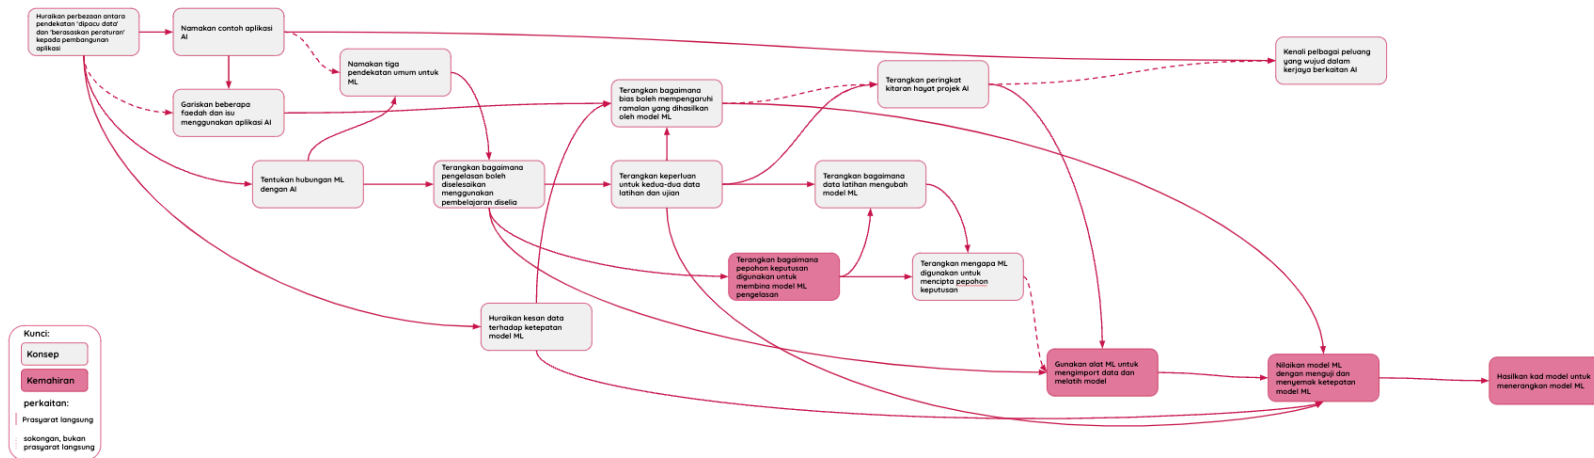 Huraikan perbezaan antara
pendekatan 'dipacu data'
dan 'berasaskan peraturan'
kepada pembangunan
aplikasi
Namakan contoh aplikasi
AI
Gariskan beberapa
faedah dan isu
menggunakan aplikasi AI
Namakan tiga
pendekatan umum untuk
ML
Tentukan hubungan ML
dengan AI
Terangkan bagaimana
pengelasan boleh
diselesaikan
menggunakan
pembelajaran diselia
Huraikan kesan data
terhadap ketepatan
model ML
Terangkan bagaimana
bias boleh mempengaruhi
ramalan yang dihasilkan
oleh model ML
Terangkan keperluan
untuk kedua-dua data
latihan dan ujian
Terangkan bagaimana
pepohon keputusan
digunakan untuk
membina model ML
pengelasan
Terangkan peringkat
kitaran hayat projek AI
Terangkan bagaimana
data latihan mengubah
model ML
Terangkan mengapa ML
digunakan untuk
mencipta pepohon
keputusan
Kenali pelbagai peluang
yang wujud dalam
kerjaya berkaitan AI
Gunakan alat ML untuk
mengimport data dan
melatih model
Nilaikan model ML
dengan menguji dan
menyemak ketepatan
model ML
Hasilkan kad model untuk
menerangkan model ML
Kunci:
Konsep
Kemahiran
perkaitan:
Prasyarat langsung
sokongan, bukan
prasyarat langsung